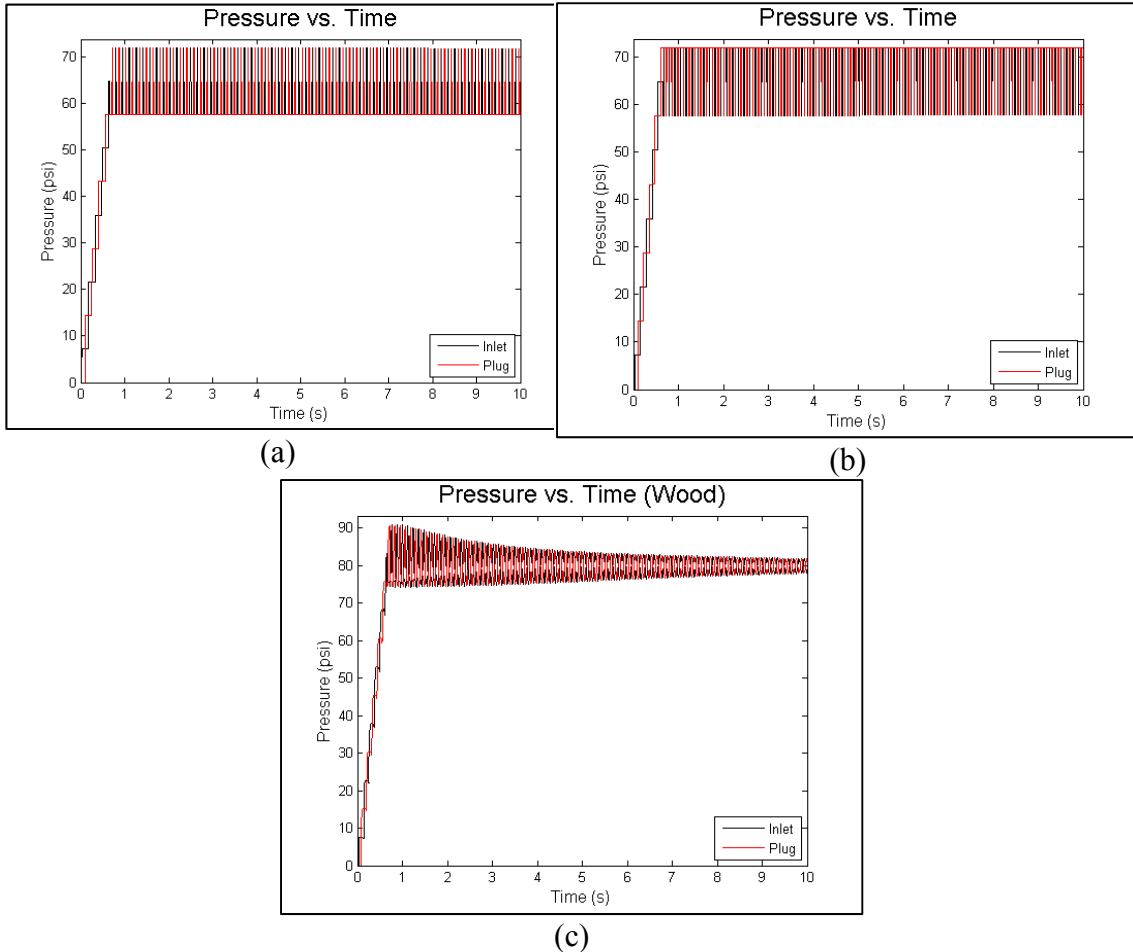 Pressure vs. Time
Pressure (psi)
70
60
50
40
30
20
10
0
0 1 2 3 4 5 6 7 8 9 10
Time (s)
Inlet
Plug
(a)
Pressure vs. Time
Pressure (psi)
70
60
50
40
30
20
10
0
0 1 2 3 4 5 6 7 8 9 10
Time (s)
Inlet
Plug
(b)
Pressure vs. Time (Wood)
Pressure (psi)
90
80
70
60
50
40
30
20
10
0
0 1 2 3 4 5 6 7 8 9 10
Time (s)
Inlet
Plug
(c)